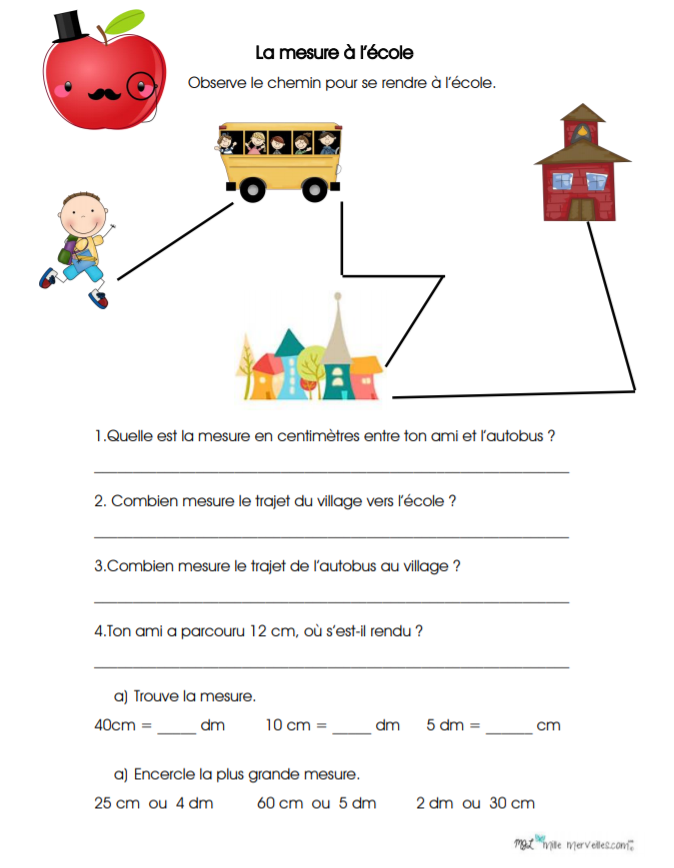 La mesure à l'école
Observe le chemin pour se rendre à l'école.
1.Quelle est la mesure en centimètres entre ton ami et l'autobus ?
2. Combien mesure le trajet du village vers l'école ?
3.Combien mesure le trajet de l'autobus au village ?
4.Ton ami a parcouru 12 cm, où s'est-il rendu ?
a) Trouve la mesure.
40cm = _____ dm 10 cm = _____ dm 5 dm = ______ cm
a) Encercle la plus grande mesure.
25 cm ou 4 dm 60 cm ou 5 dm 2 dm ou 30 cm
Mille Merveilles.com